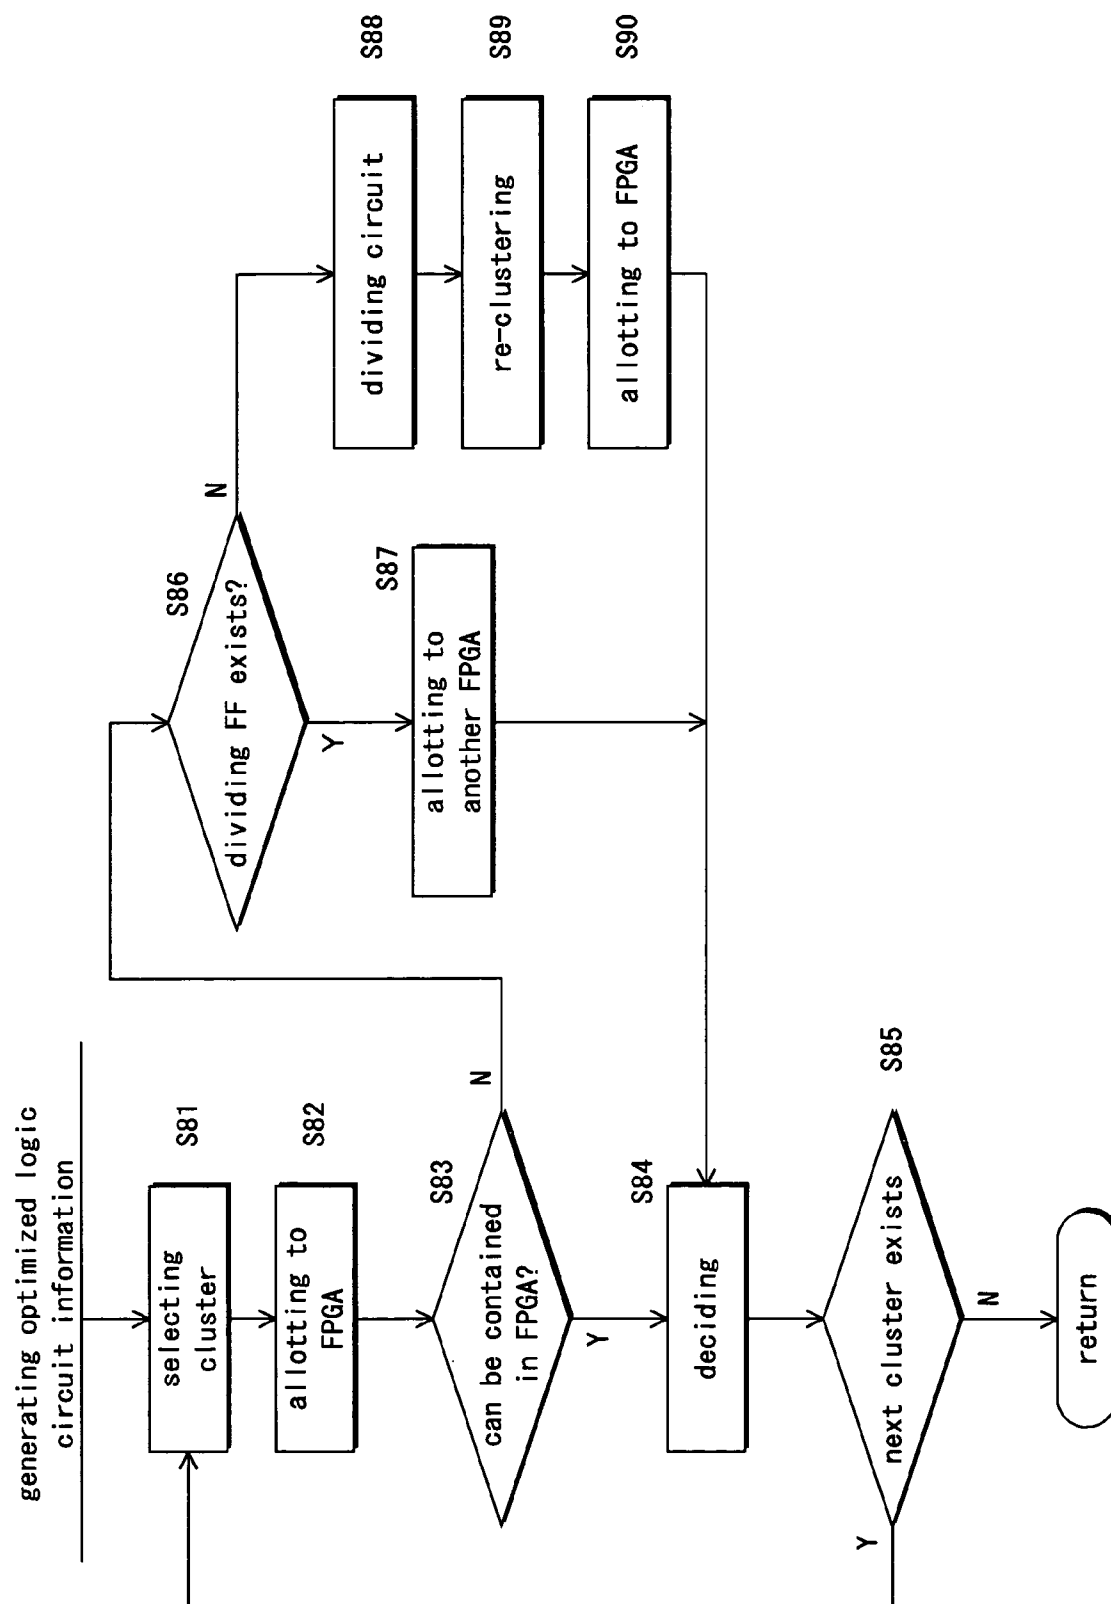 generating optimized logic
circuit information
selecting
cluster
S81
allotting to
FPGA
S82
can be contained
in FPGA?
S83
N
Y
deciding
S84
next cluster exists
S85
Y
N
return
dividing FF exists?
S86
N
Y
allotting to
another FPGA
S87
dividing circuit
S88
re-clustering
S89
allotting to FPGA
S90